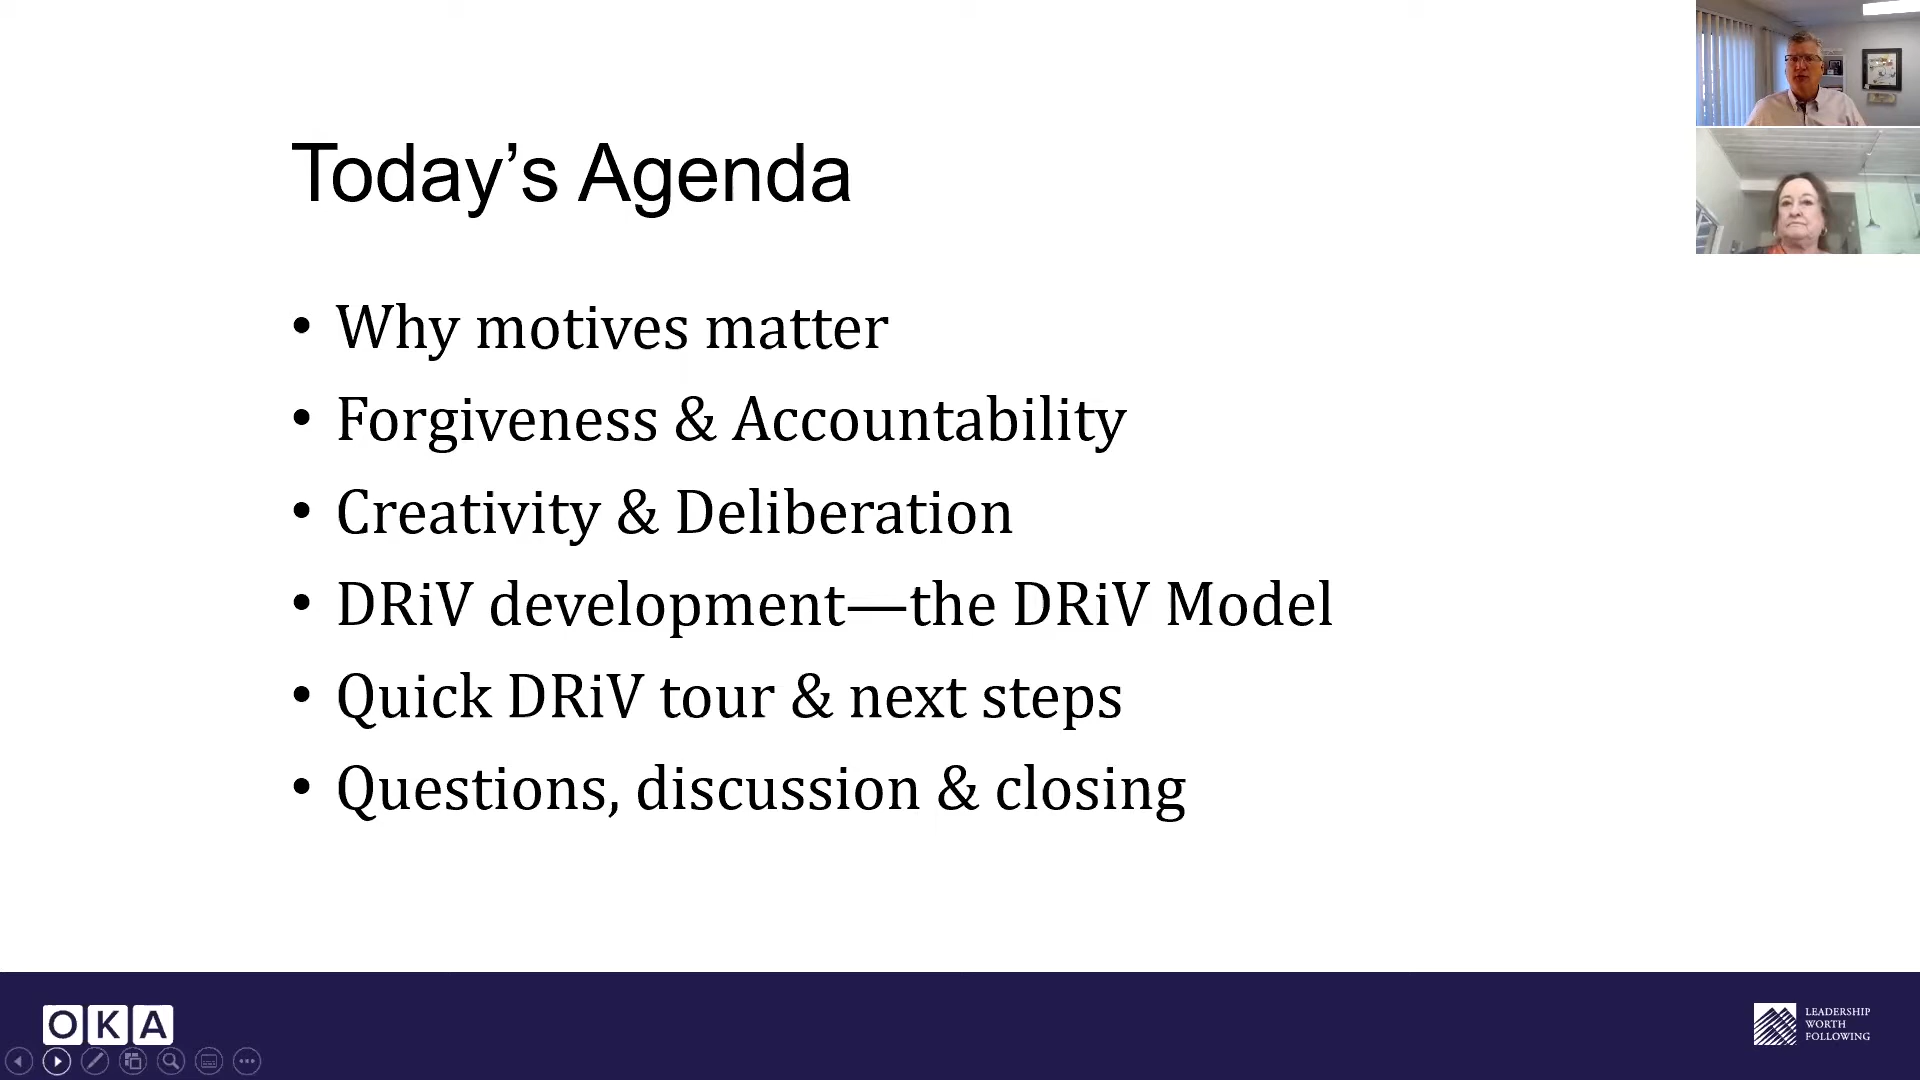 Today’s Agenda
• Why motives matter
• Forgiveness & Accountability
• Creativity & Deliberation
• DRiV development—the DRiV Model
• Quick DRiV tour & next steps
• Questions, discussion & closing
OKA
LEADERSHIP
WORTH
FOLLOWING